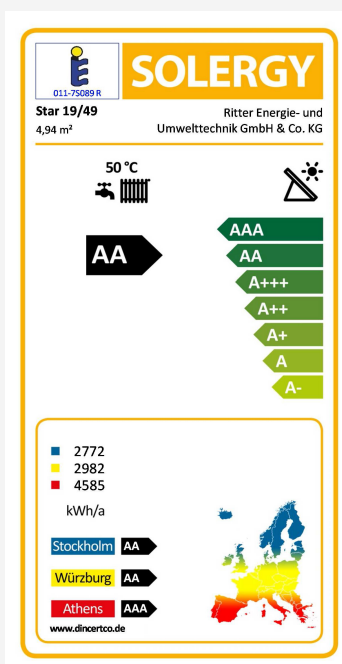 SOLERGY
011-7S089 R
Star 19/49
Ritter Energie- und
4,94 m²
Umwelttechnik GmbH & Co. KG
50 °C
AA
AAA
AA
A+++
A++
A+
A
A-
2772
2982
4585
kWh/a
Stockholm AA
Würzburg AA
Athens AAA
www.dincertco.de